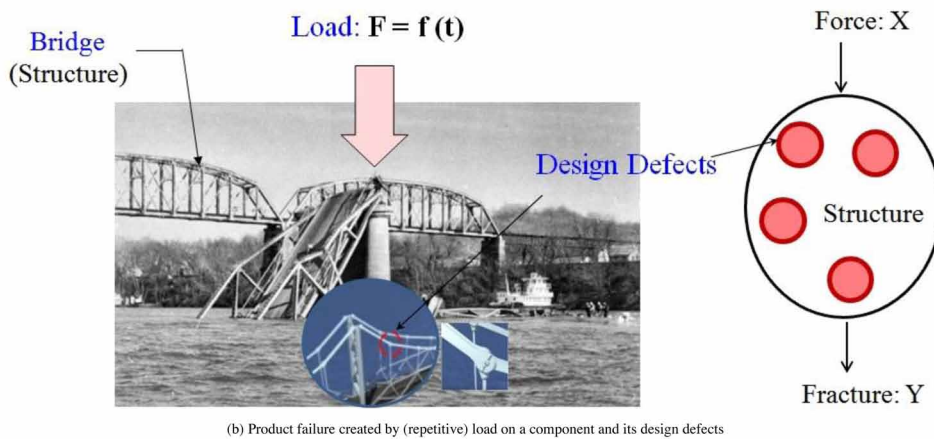 Load: F = f (t)
Bridge
(Structure)
Design Defects
Force: X
Structure
Fracture: Y
(b) Product failure created by (repetitive) load on a component and its design defects